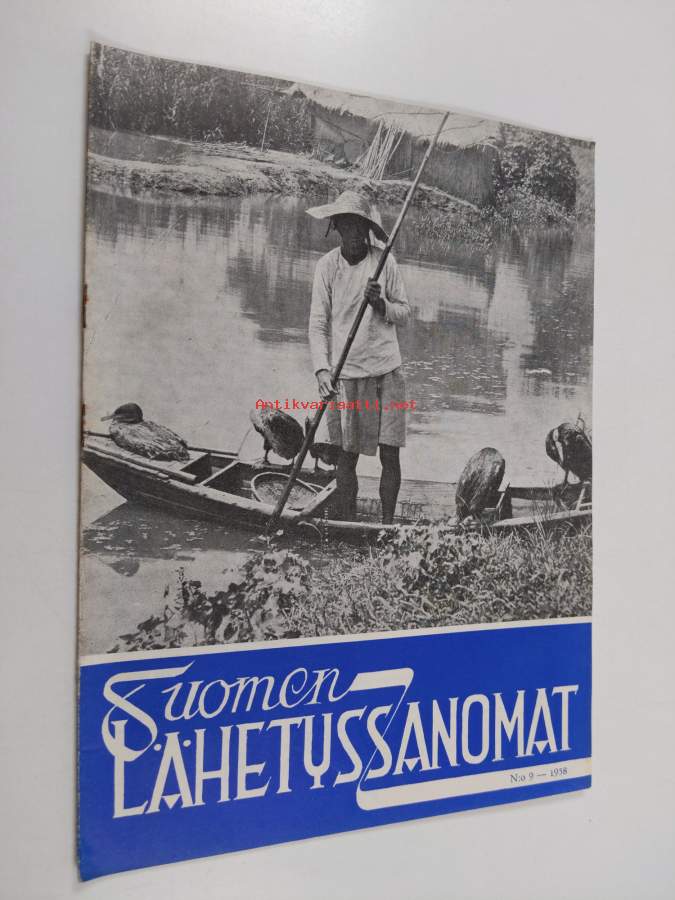 Antikvariaatti.net
Suomen
LÄHETYSSANOMAT
N:o 9 — 1958